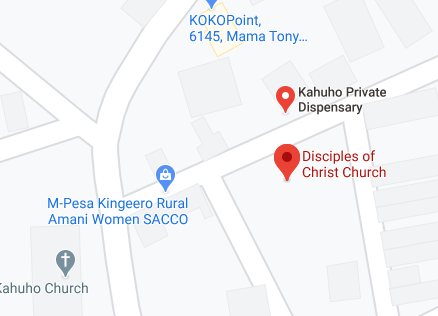 KOKOPoint,
6145, Mama Tony...
Kahuho Private
Dispensary
Disciples of
Christ Church
M-Pesa Kingeero Rural
Amani Women SACCO
Kahuho Church